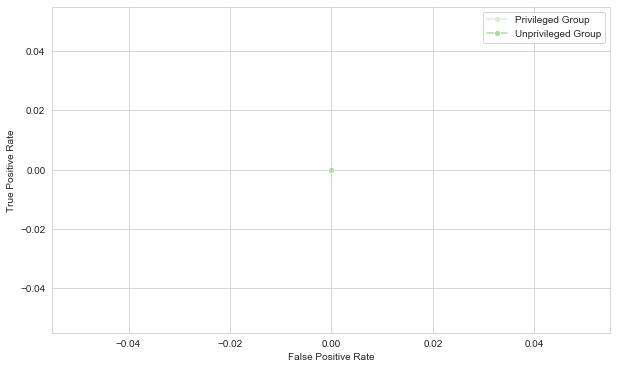 Privileged Group
Unprivileged Group
0.04
0.02
0.00
−0.02
−0.04
True Positive Rate
−0.04
−0.02
0.00
0.02
0.04
False Positive Rate